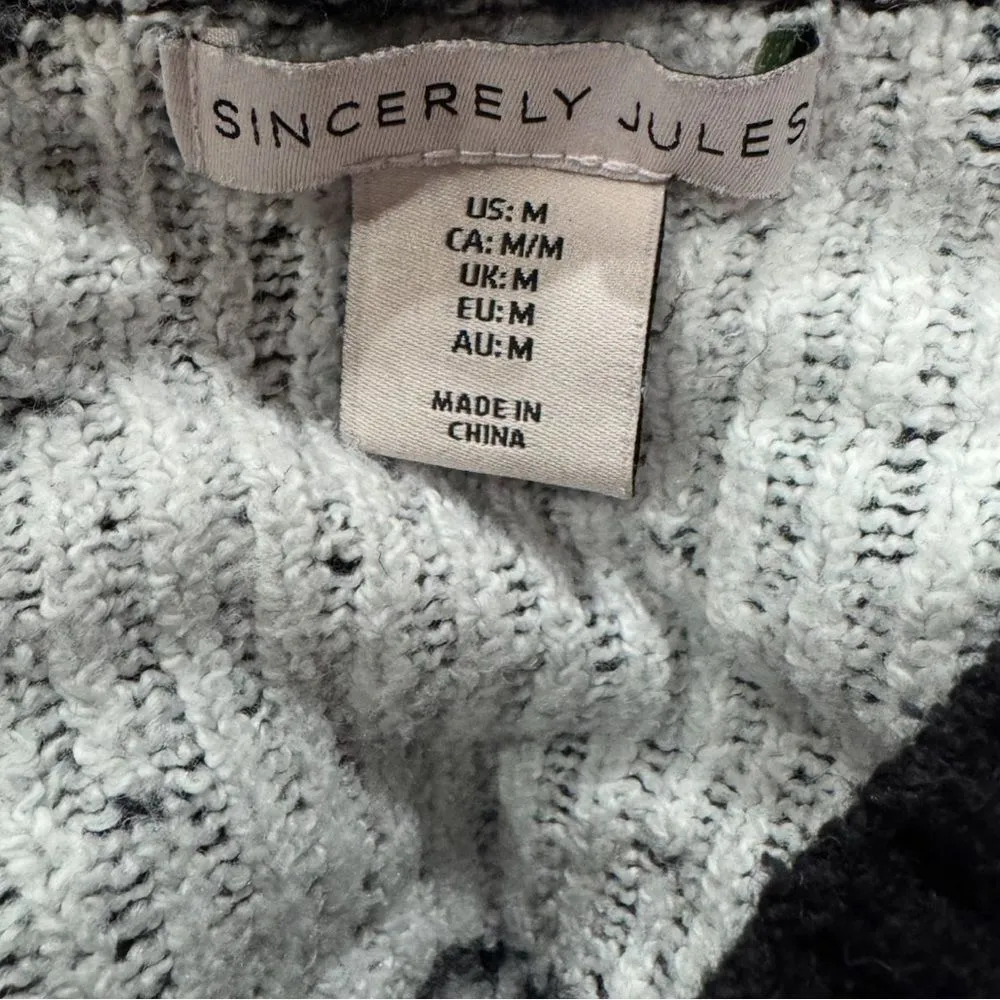 SINCERELY JULES
US: M
CA: M/M
UK: M
EU: M
AU: M
MADE IN
CHINA